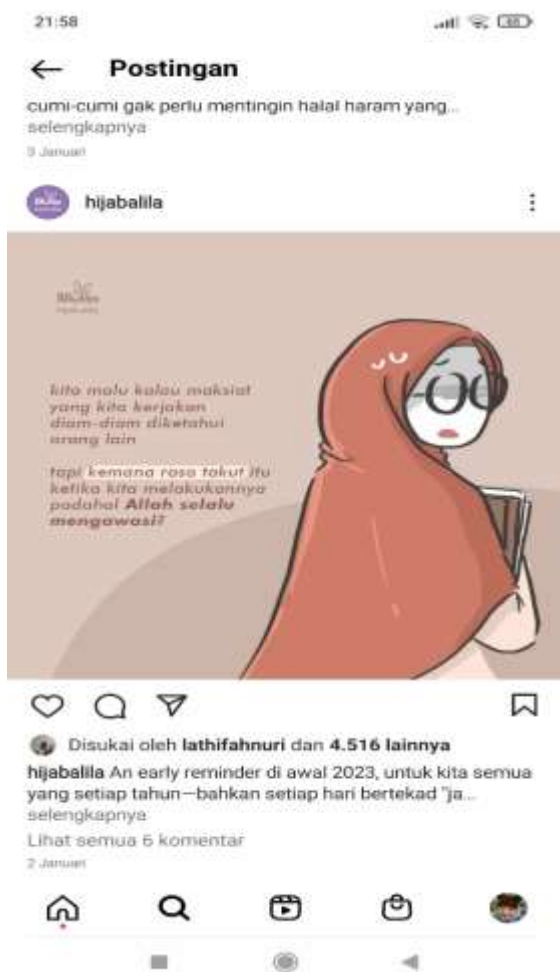 21:58
Postingan
cumi-cumi gak perlu mentingin halal haram yang...
selengkapnya
3 Januari
hijabalila
kita malu kalau maksiat
yang kita kerjakan
diam-diam diketahui
orang lain
tapi kemana rasa takut itu
ketika kita melakukannya
padahal Allah selalu
mengawasi?
Disukai oleh lathifahnuri dan 4.516 lainnya
hijabalila An early reminder di awal 2023, untuk kita semua
yang setiap tahun—bahkan setiap hari bertekad "ja...
selengkapnya
Lihat semua 6 komentar
2 Januari